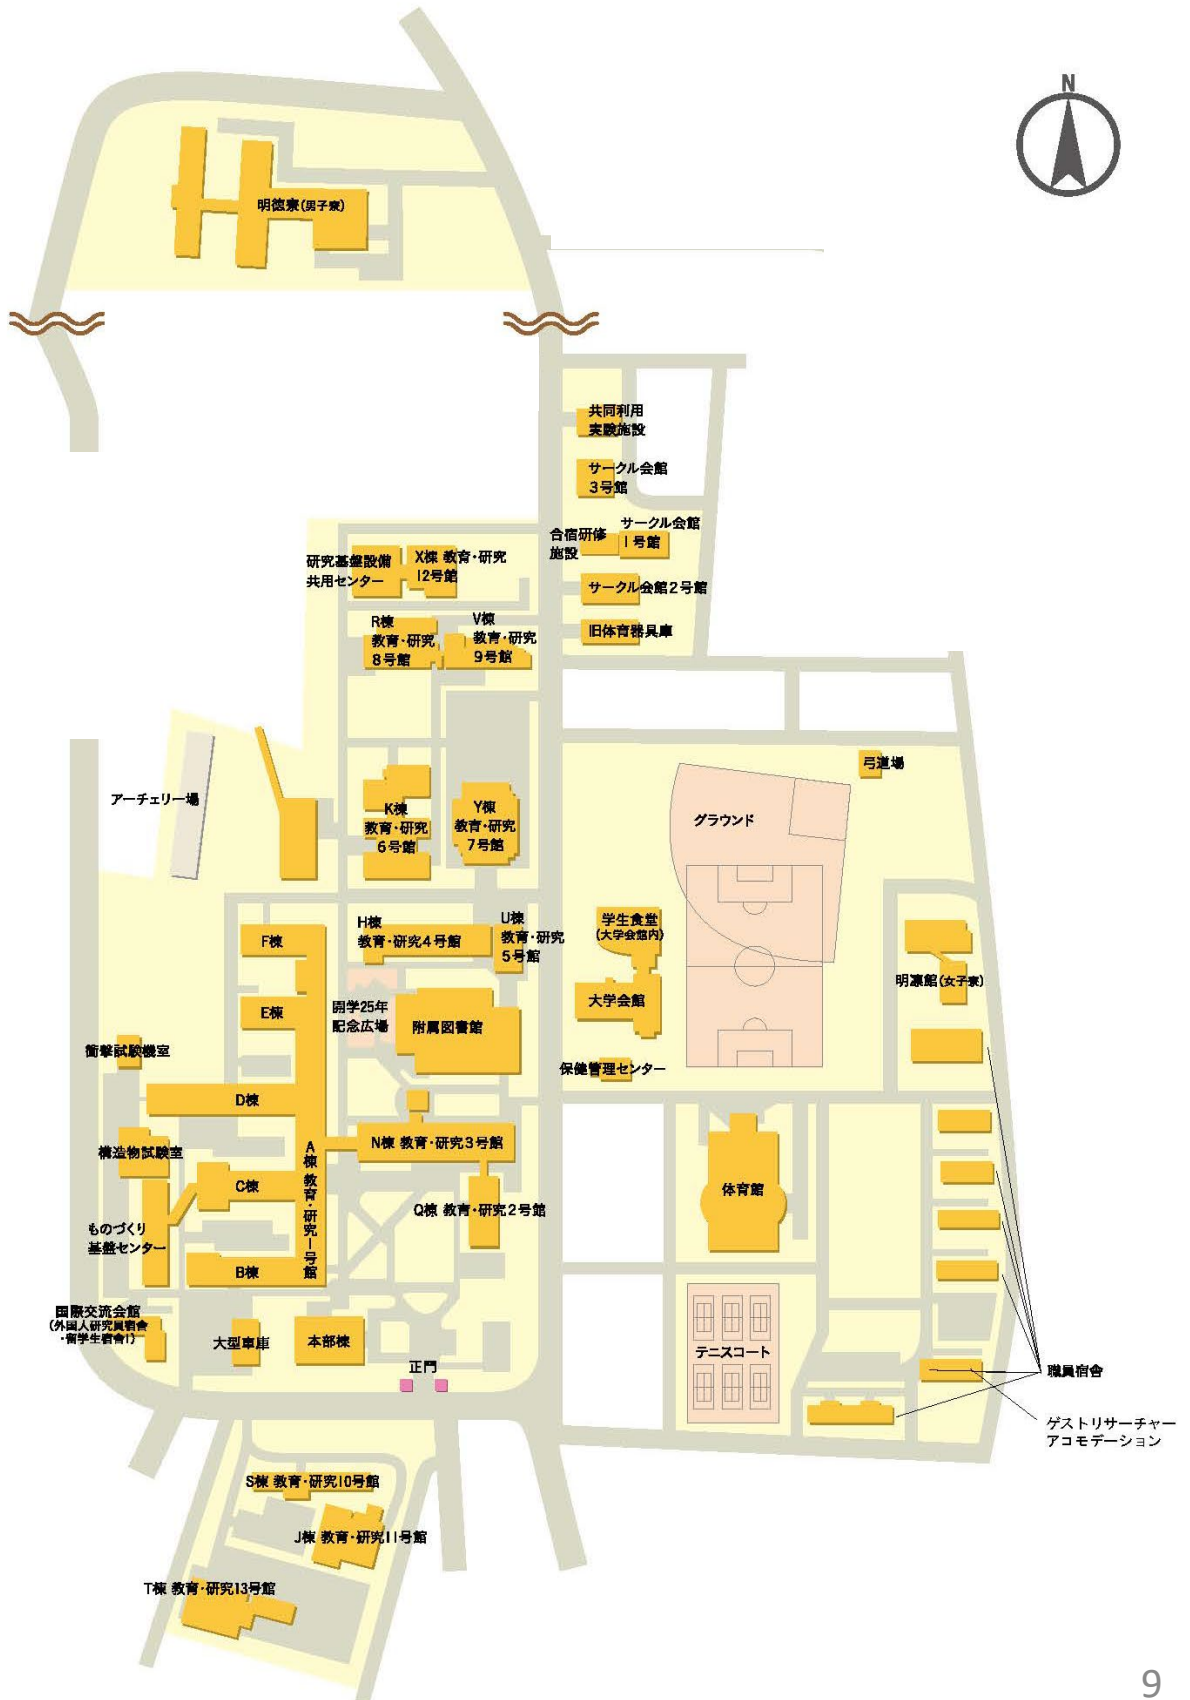 N
明徳寮(男子寮)
共同利用
実験施設
サークル会館
3号館
合宿研修
施設
サークル会館
1号館
サークル会館2号館
旧体育器具庫
研究基盤設備
共用センター
X棟 教育・研究
12号館
R棟
教育・研究
8号館
V棟
教育・研究
9号館
アーチェリー場
K棟
教育・研究
6号館
Y棟
教育・研究
7号館
弓道場
グラウンド
F棟
H棟
教育・研究4号館
U棟
教育・研究
5号館
学生食堂
(大学会館内)
明凛館(女子寮)
E棟
開学25年
記念広場
附属図書館
大学会館
衝撃試験機室
保健管理センター
D棟
構造物試験室
A棟 教育・研究1号館
N棟 教育・研究3号館
C棟
Q棟 教育・研究2号館
体育館
ものづくり
基盤センター
B棟
国際交流会館
(外国人研究員宿舎
・留学生宿舎1)
大型車庫
本部棟
正門
テニスコート
職員宿舎
ゲストリサーチャー
アコモデーション
S棟 教育・研究10号館
J棟 教育・研究11号館
T棟 教育・研究13号館
9